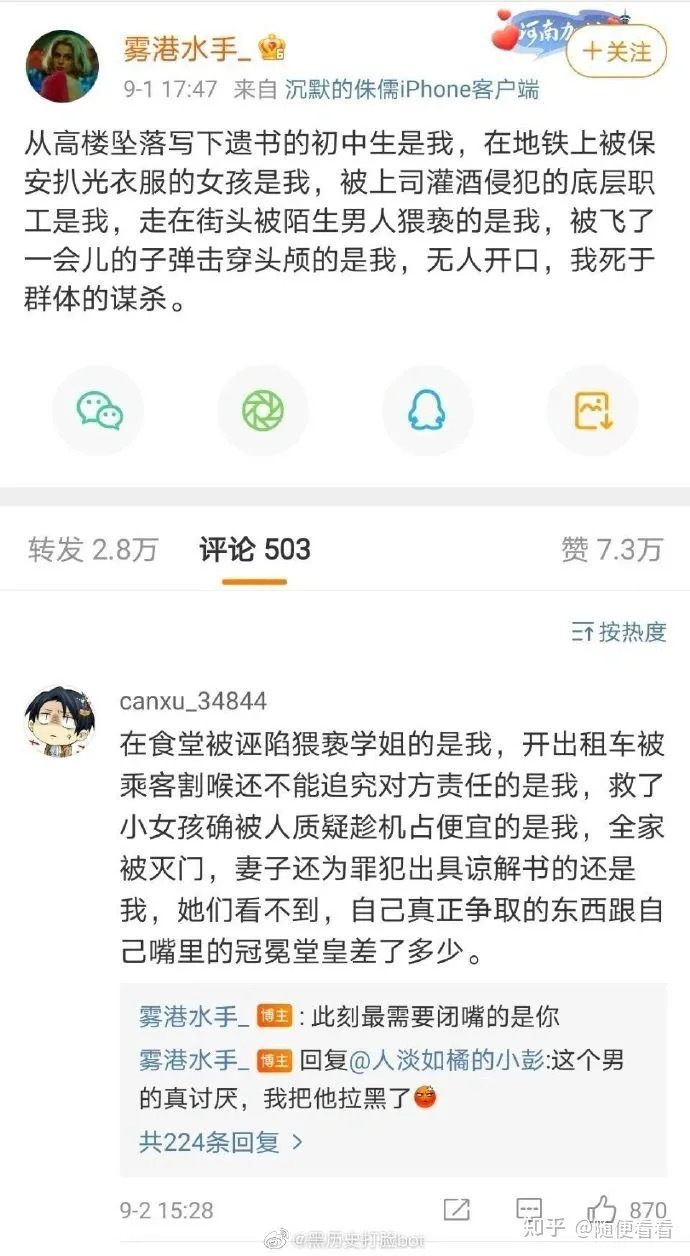 雾港水手_
河南加
+关注
9-1 17:47 来自 沉默的侏儒iPhone客户端
从高楼坠落写下遗书的初中生是我，在地铁上被保
安扒光衣服的女孩是我，被上司灌酒侵犯的底层职
工是我，走在街头被陌生男人猥亵的是我，被飞了
一会儿的子弹击穿头颅的是我，无人开口，我死于
群体的谋杀。
转发 2.8万 评论 503 赞 7.3万
按热度
canxu_34844
在食堂被诬陷猥亵学姐的是我，开出租车被
乘客割喉还不能追究对方责任的是我，救了
小女孩确被人质疑趁机占便宜的是我，全家
被灭门，妻子还为罪犯出具谅解书的还是
我，她们看不到，自己真正争取的东西跟自
己嘴里的冠冕堂皇差了多少。
雾港水手_ 博主 : 此刻最需要闭嘴的是你
雾港水手_ 博主 回复@人淡如橘的小彭:这个男
的真讨厌，我把他拉黑了
共224条回复 >
9-2 15:28 870
@黑历史打脸bot
知乎 @随便看看